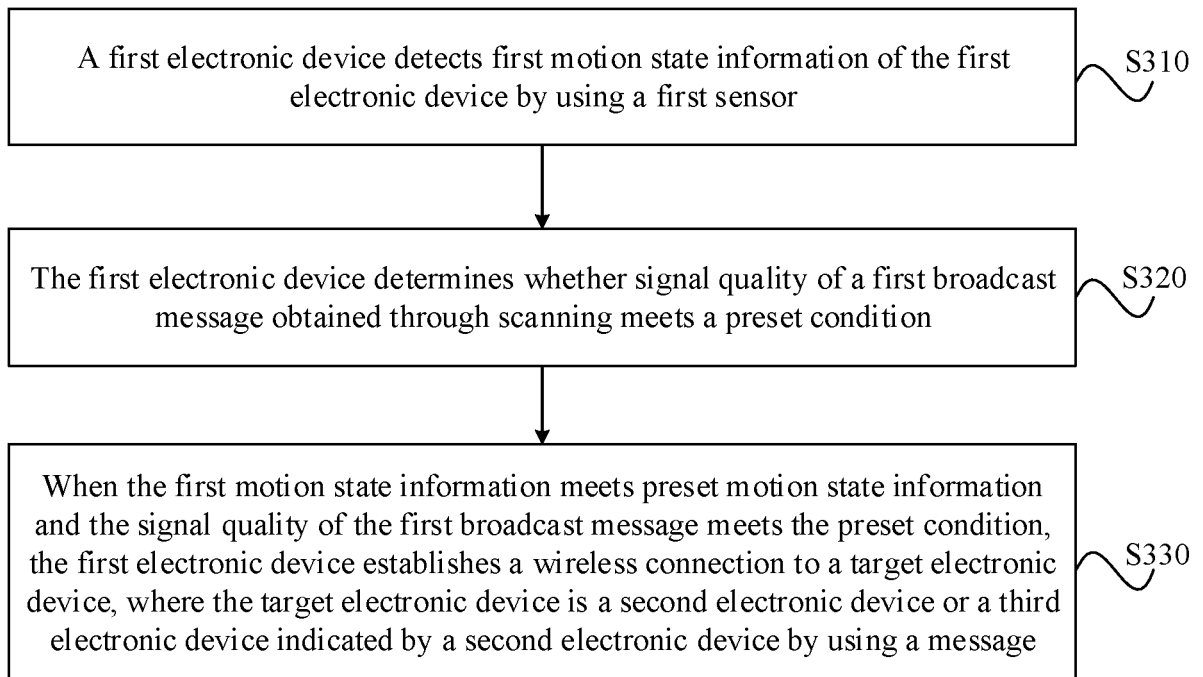 A first electronic device detects first motion state information of the first
electronic device by using a first sensor
S310
The first electronic device determines whether signal quality of a first broadcast
message obtained through scanning meets a preset condition
S320
When the first motion state information meets preset motion state information
and the signal quality of the first broadcast message meets the preset condition,
the first electronic device establishes a wireless connection to a target electronic
device, where the target electronic device is a second electronic device or a third
electronic device indicated by a second electronic device by using a message
S330